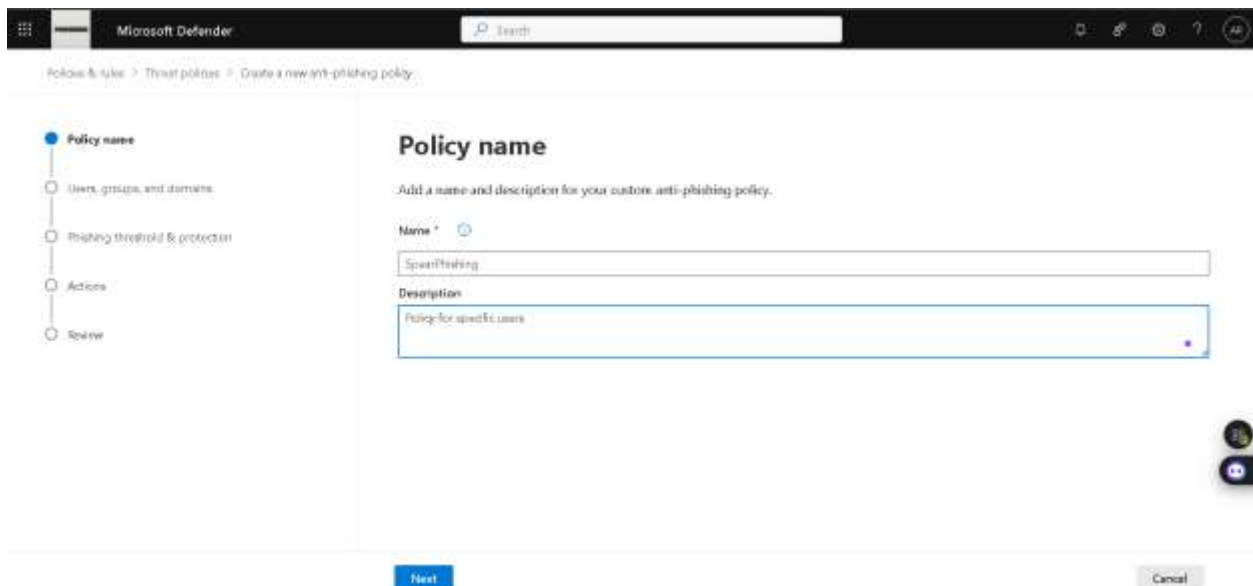 Microsoft Defender
Search
AR
Policies & rules > Threat policies > Create a new anti-phishing policy
Policy name
Users, groups, and domains
Phishing threshold & protection
Actions
Review
Policy name
Add a name and description for your custom anti-phishing policy.
Name *
SpearPhishing
Description
Policy for specific users
Next
Cancel